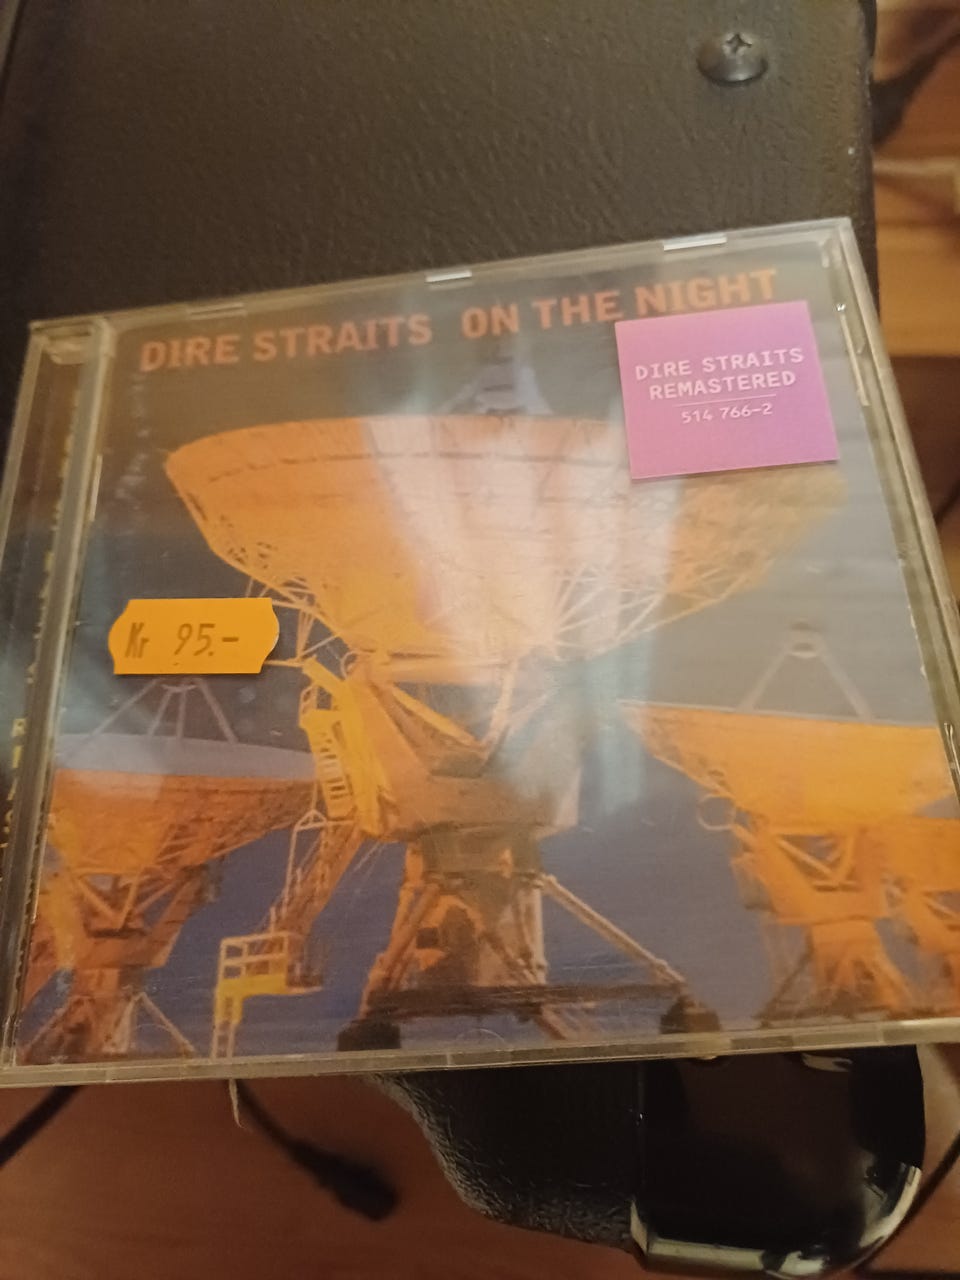 DIRE STRAITS ON THE NIGHT
DIRE STRAITS
REMASTERED
514 766-2
Kr 95.-